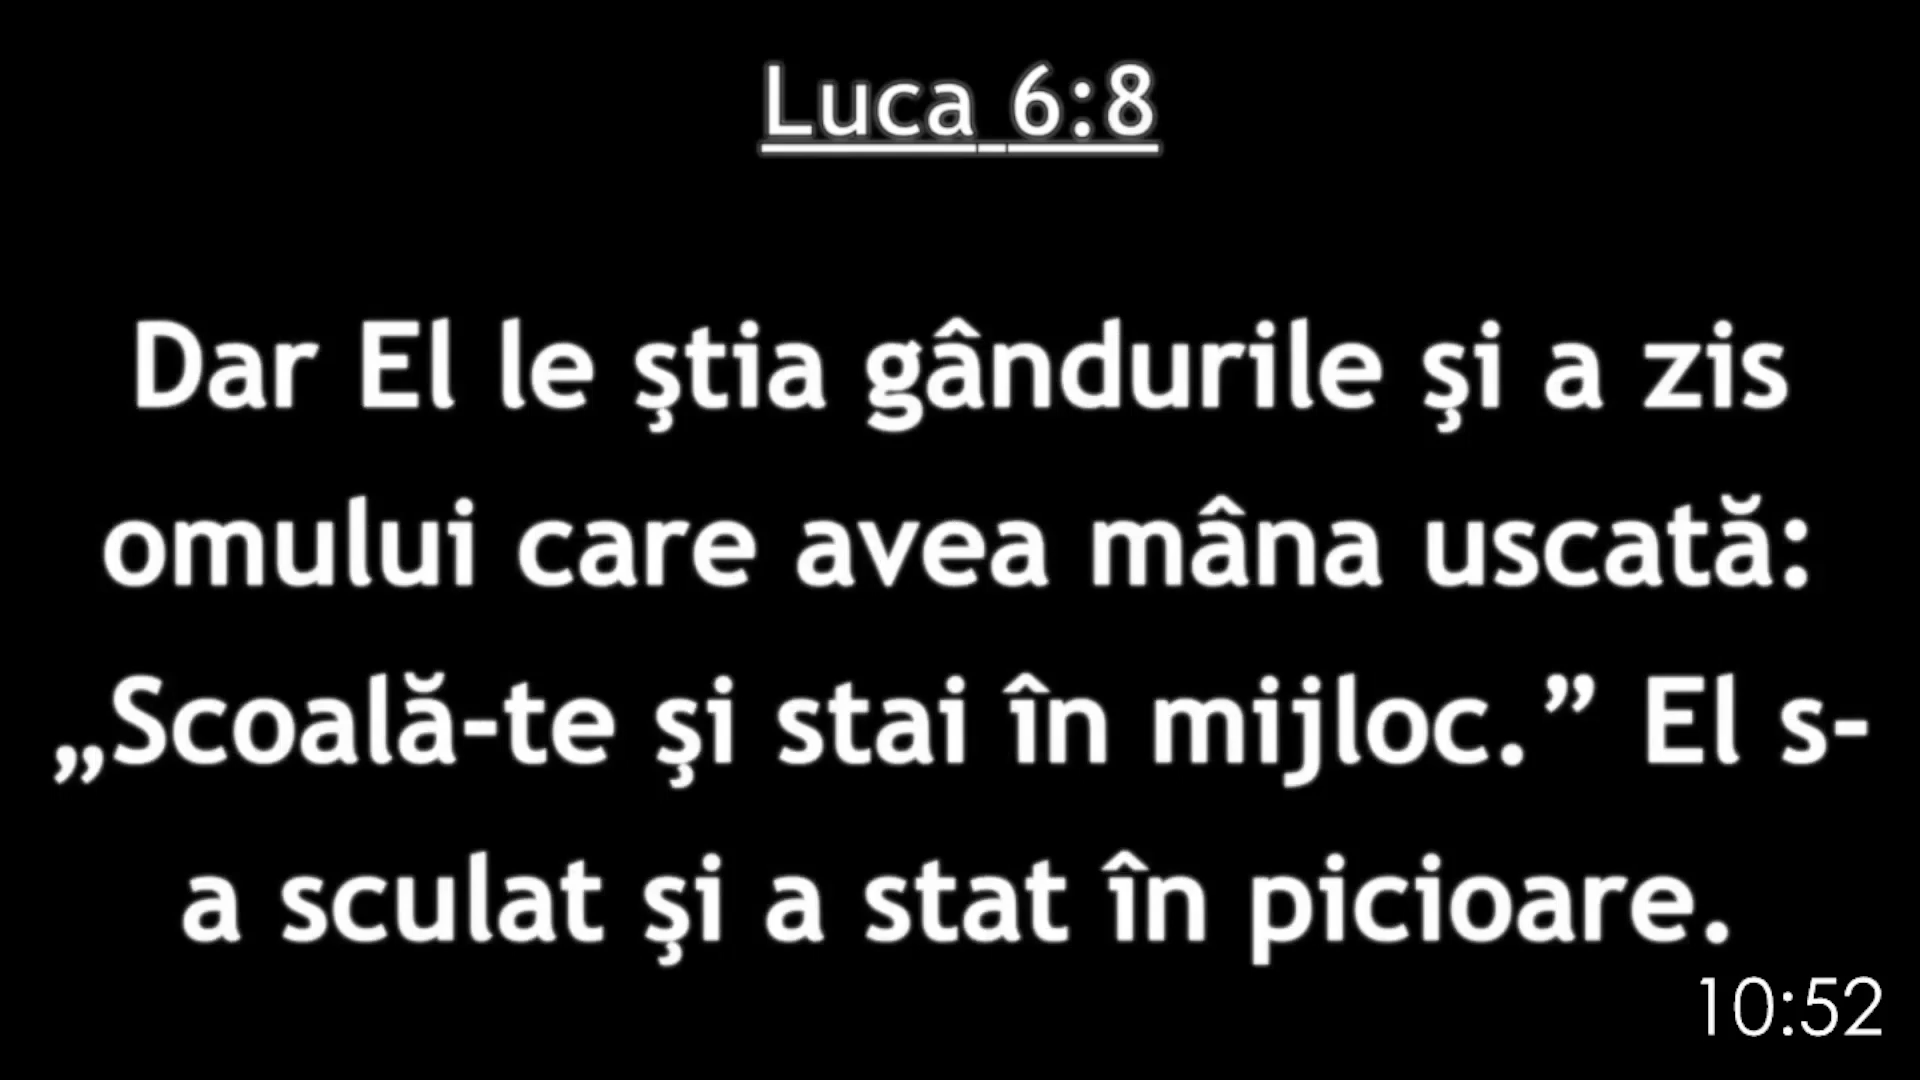 Luca 6:8
Dar El le ştia gândurile şi a zis
omului care avea mâna uscată:
„Scoală-te şi stai în mijloc.” El s-
a sculat şi a stat în picioare.
10:52